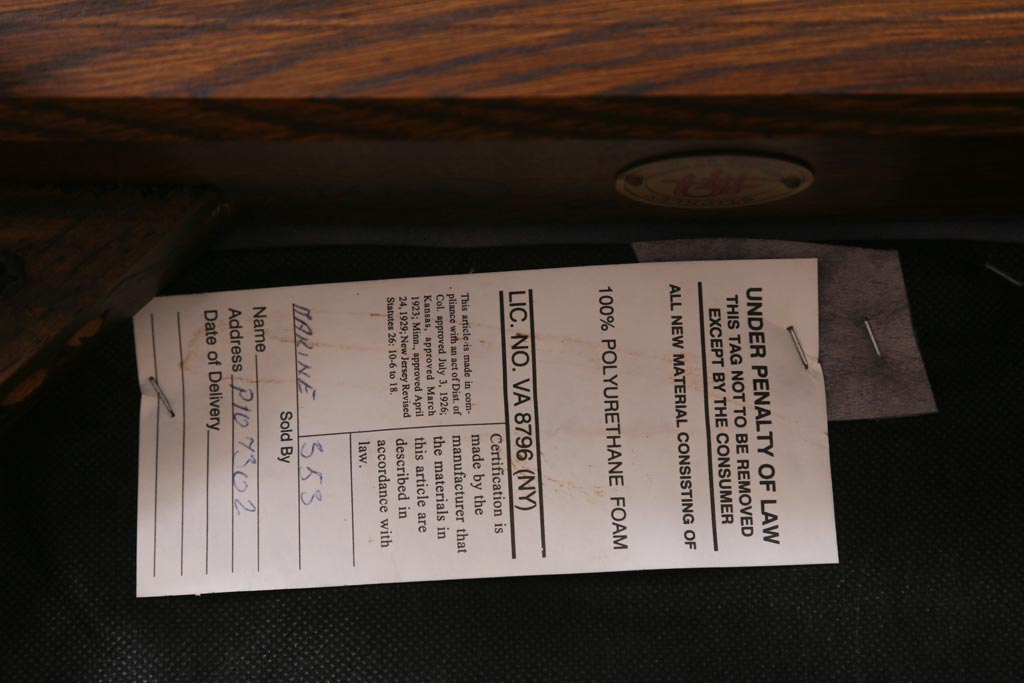 UNDER PENALTY OF LAW
THIS TAG NOT TO BE REMOVED
EXCEPT BY THE CONSUMER
ALL NEW MATERIAL CONSISTING OF
100% POLYURETHANE FOAM
LIC. NO. VA 8796 (NY)
This article is made in com-
pliance with an act of Dist. of
Col. approved July 3, 1926;
Kansas, approved March
1923; Minn., approved April
24, 1929; New Jersey Revised
Statutes 26: 10-6 to 18.
Certification is
made by the
manufacturer that
the materials in
this article are
described in
accordance with
law.
MARINE 353
Sold By
Name
Address P10 7302
Date of Delivery